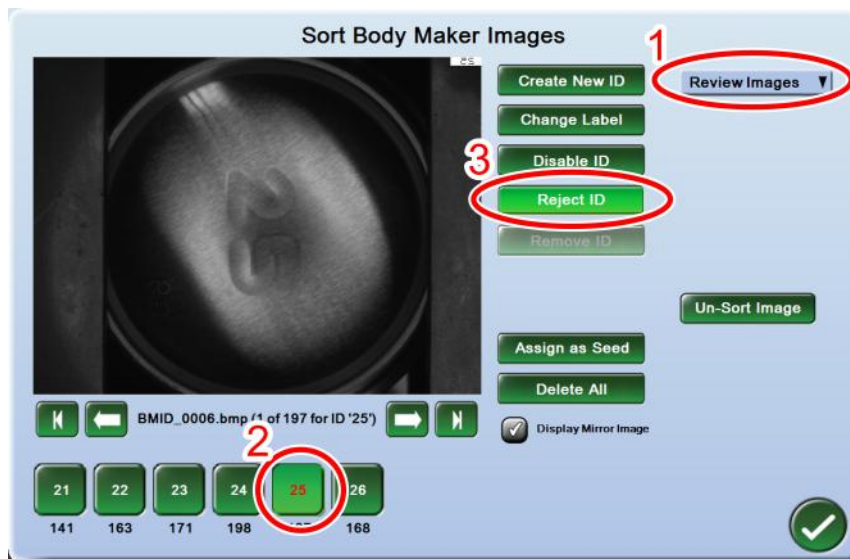 Sort Body Maker Images
1
Create New ID
Review Images
Change Label
3
Disable ID
Reject ID
Remove ID
Un-Sort Image
Assign as Seed
Delete All
BMID_0006.bmp (1 of 197 for ID '25')
Display Mirror Image
2
21 22 23 24 25 26
141 163 171 198 168
25